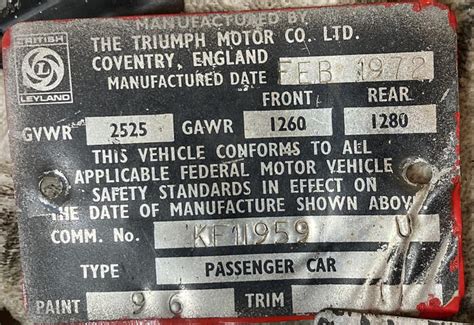 MANUFACTURED BY
BRITISH LEYLAND
THE TRIUMPH MOTOR CO. LTD.
COVENTRY, ENGLAND
MANUFACTURED DATE FEB 1972
FRONT REAR
GVWR 2525 GAWR 1260 1280
THIS VEHICLE CONFORMS TO ALL
APPLICABLE FEDERAL MOTOR VEHICLE
SAFETY STANDARDS IN EFFECT ON
THE DATE OF MANUFACTURE SHOWN ABOVE
COMM. No. KF11959 U
TYPE PASSENGER CAR
PAINT 96 TRIM